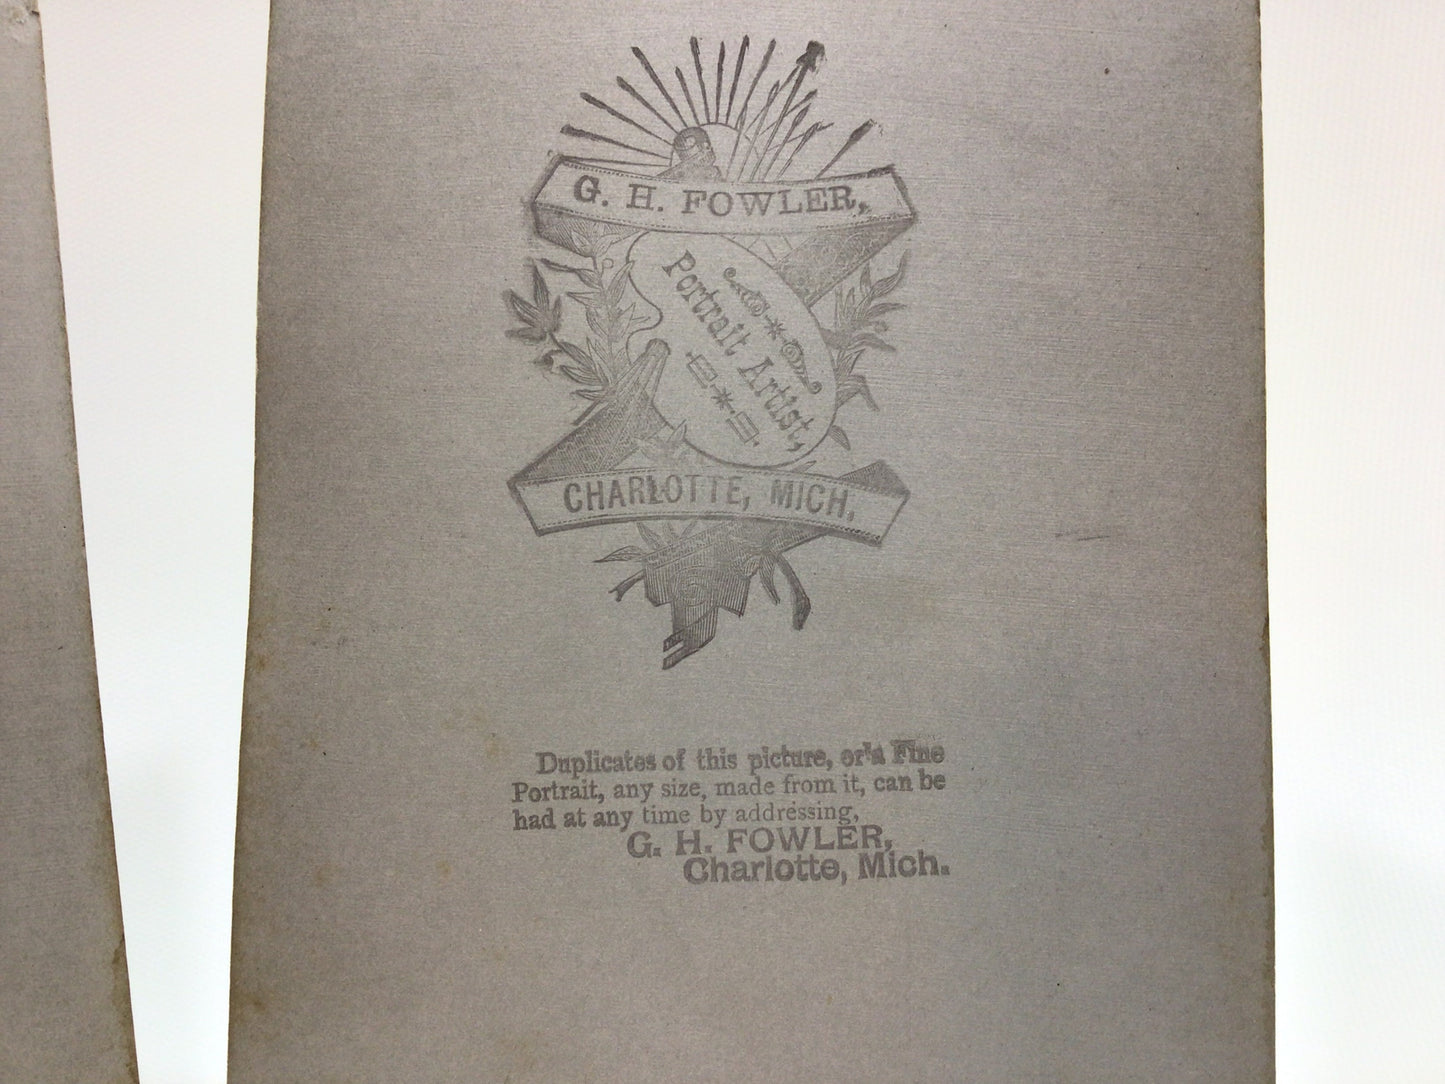 G. H. FOWLER,
Portrait Artist,
CHARLOTTE, MICH.
Duplicates of this picture, or a Fine
Portrait, any size, made from it, can be
had at any time by addressing,
G. H. FOWLER,
Charlotte, Mich.